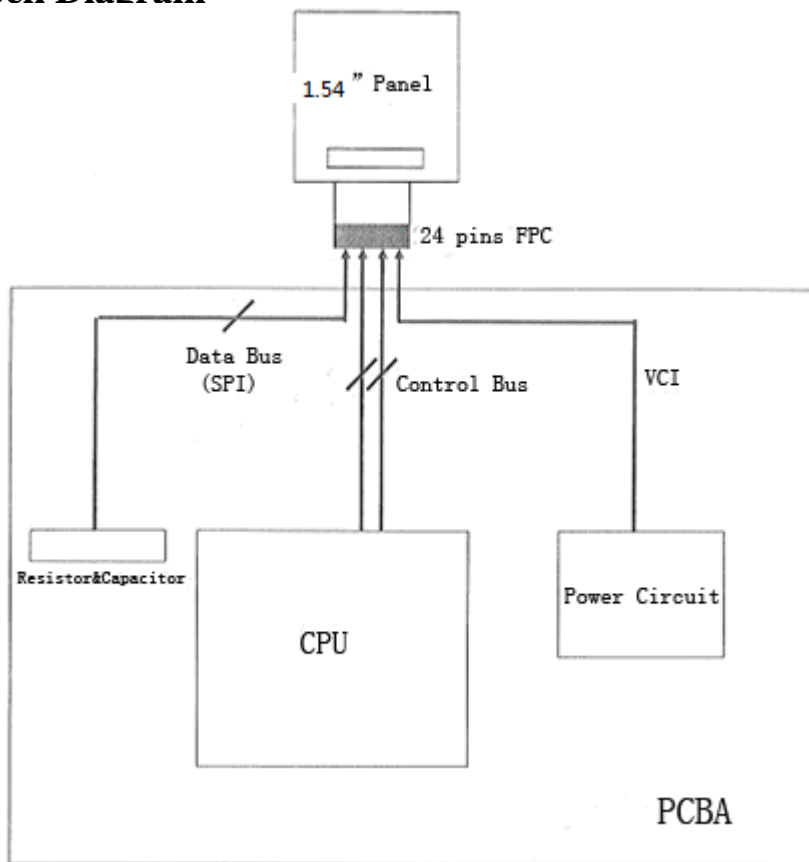 1.54 ” Panel
24 pins FPC
Data Bus
(SPI)
Control Bus
VCI
Resistor&Capacitor
CPU
Power Circuit
PCBA